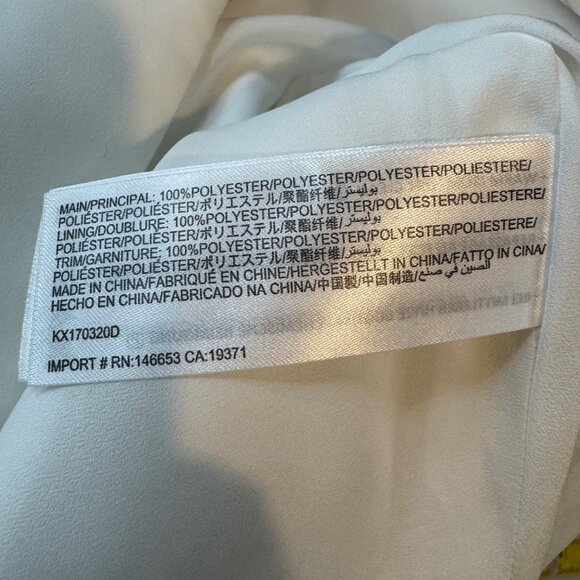 MAIN/PRINCIPAL: 100%POLYESTER/POLYESTER/POLYESTER/POLIESTERE/
POLIÉSTER/POLIÉSTER/ポリエステル/聚酯纤维/بوليستر/
LINING/DOUBLURE: 100%POLYESTER/POLYESTER/POLYESTER/POLIESTERE/
POLIÉSTER/POLIÉSTER/ポリエステル/聚酯纤维/بوليستر/
TRIM/GARNITURE: 100%POLYESTER/POLYESTER/POLYESTER/POLIESTERE/
POLIÉSTER/POLIÉSTER/ポリエステル/聚酯纤维/بوليستر/
MADE IN CHINA/FABRIQUÉ EN CHINE/HERGESTELLT IN CHINA/FATTO IN CINA/
HECHO EN CHINA/FABRICADO NA CHINA/中国製/中国制造/الصين في صنع
KX170320D
IMPORT # RN:146653 CA:19371